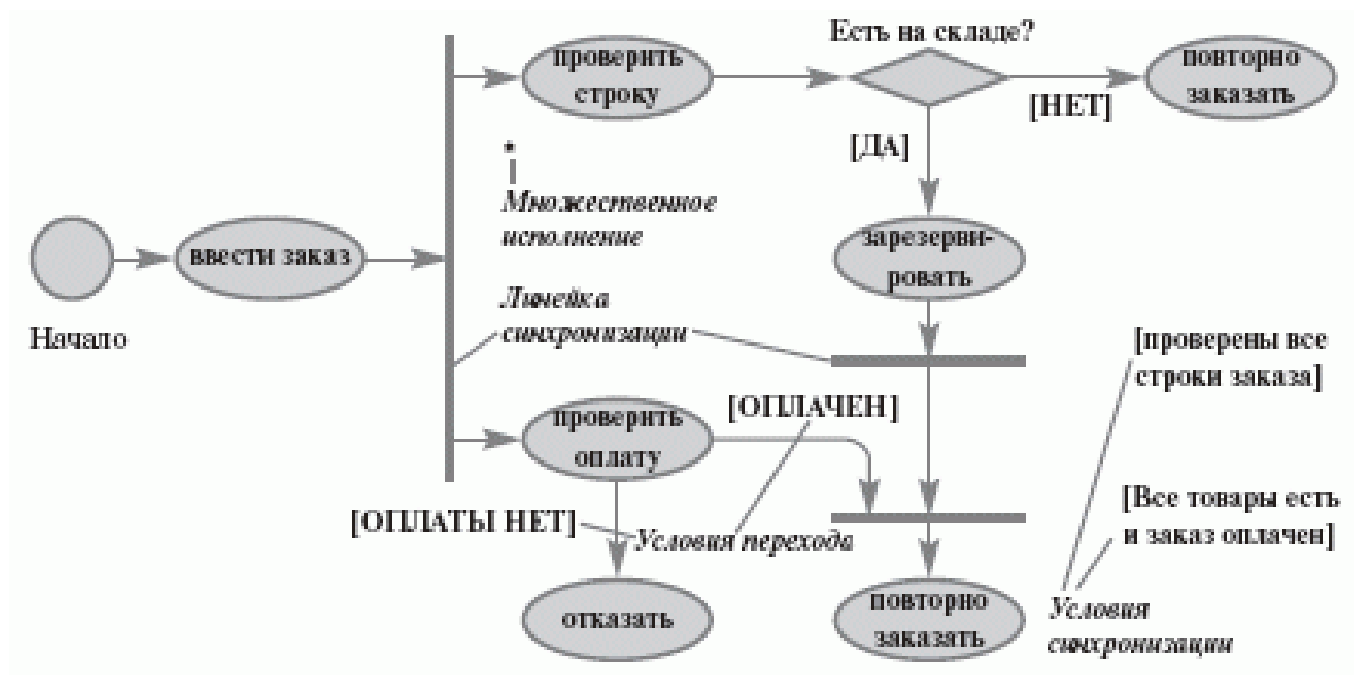 Есть на складе?
проверить
строку
повторно
заказать
[НЕТ]
[ДА]
*
Множественное
исполнение
ввести заказ
зарезерви-
ровать
Начало
Линейка
синхронизации
[проверены все
строки заказа]
[ОПЛАЧЕН]
проверить
оплату
[ОПЛАТЫ НЕТ]
Условия перехода
[Все товары есть
и заказ оплачен]
отказать
повторно
заказать
Условия
синхронизации